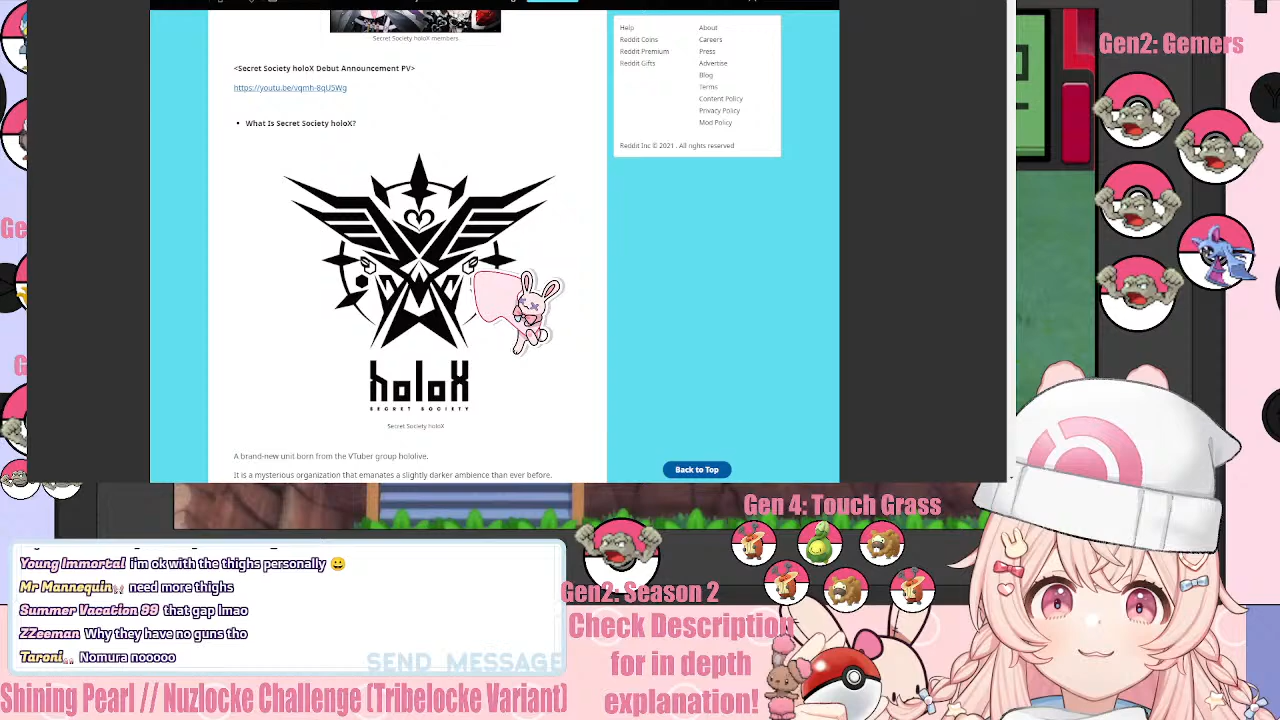 Secret Society holoX members
<Secret Society holoX Debut Announcement PV>
https://youtu.be/vqmh-8qU5Wg
• What Is Secret Society holoX?
holoX
SECRET SOCIETY
Secret Society holoX
A brand-new unit born from the VTuber group hololive.
It is a mysterious organization that emanates a slightly darker ambience than ever before.
Help
Reddit Coins
Reddit Premium
Reddit Gifts
About
Careers
Press
Advertise
Blog
Terms
Content Policy
Privacy Policy
Mod Policy
Reddit Inc © 2021 . All rights reserved
Back to Top
Gen2: Gemers
Gen 4: Touch Grass
Young Immortal i'm ok with the thighs personally 😀
Mr Mannequin need more thighs
Summer Vacation 99 that gap lmao
ZZeeman Why they have no guns tho
Taroni Nomura nooooo
SEND MESSAGE
Gen2: Season 2
Check Description
for in depth
explanation!
Shining Pearl // Nuzlocke Challenge (Tribelocke Variant)